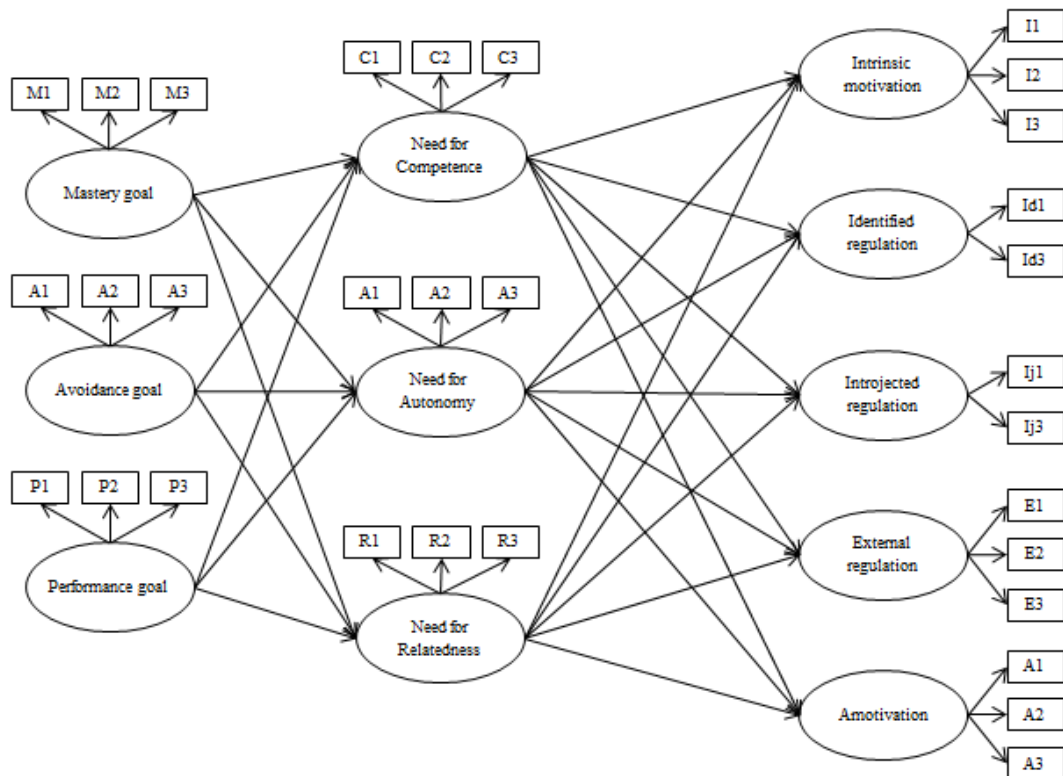 M1 M2 M3
Mastery goal
A1 A2 A3
Avoidance goal
P1 P2 P3
Performance goal
C1 C2 C3
Need for
Competence
A1 A2 A3
Need for
Autonomy
R1 R2 R3
Need for
Relatedness
Intrinsic
motivation
I1
I2
I3
Identified
regulation
Id1
Id3
Introjected
regulation
Ij1
Ij3
External
regulation
E1
E2
E3
Amotivation
A1
A2
A3